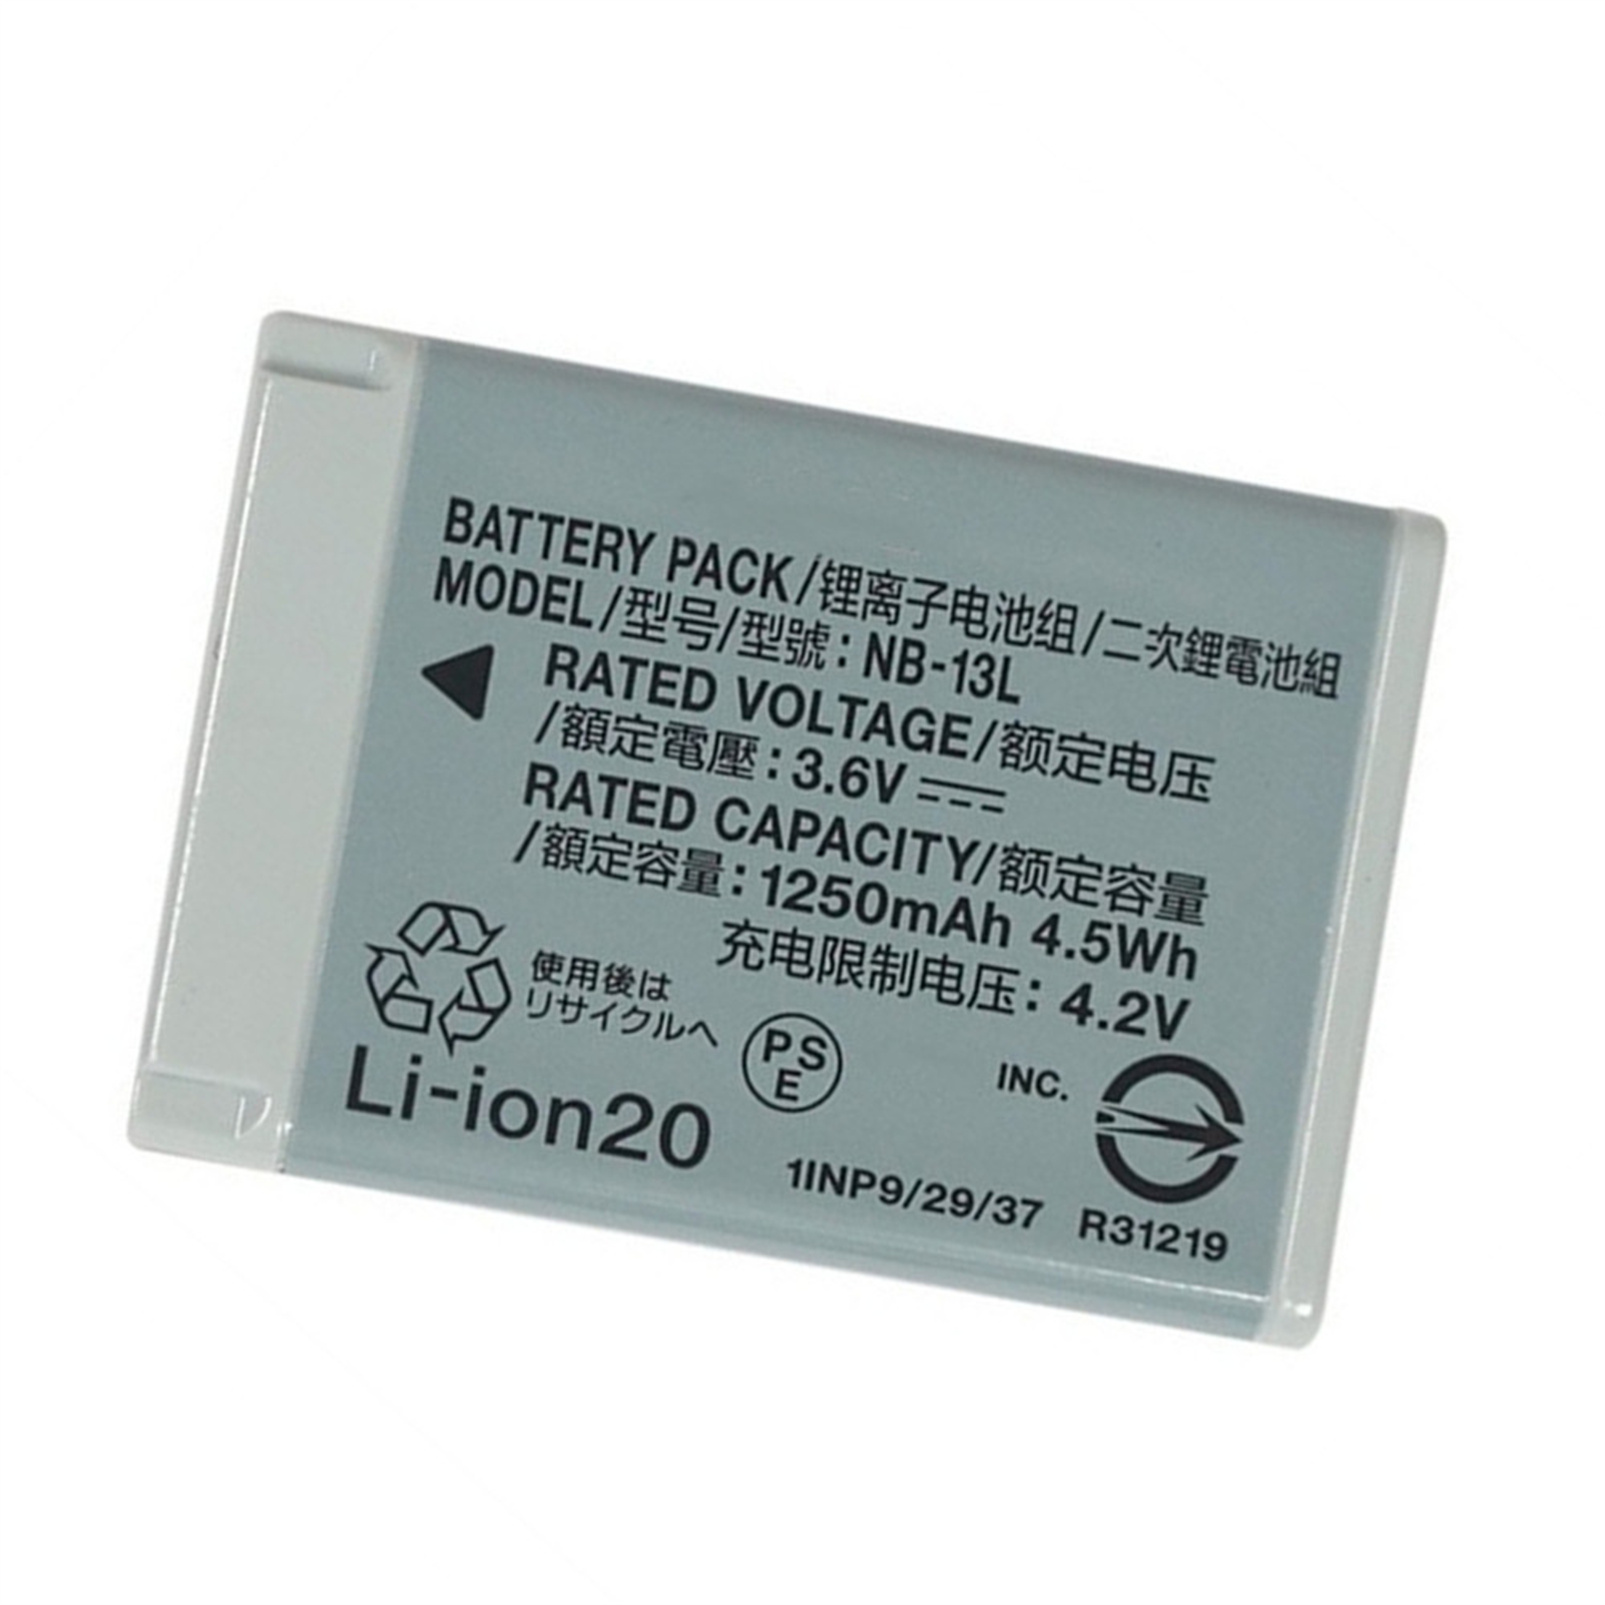 BATTERY PACK/锂离子电池组/二次鋰電池組
MODEL/型号/型號:NB-13L
RATED VOLTAGE/额定电压
/額定電壓:3.6V
RATED CAPACITY/额定容量
/額定容量:1250mAh 4.5Wh
充电限制电压:4.2V
使用後は
リサイクルへ
Li-ion20
PS
E
INC.
1INP9/29/37
R31219